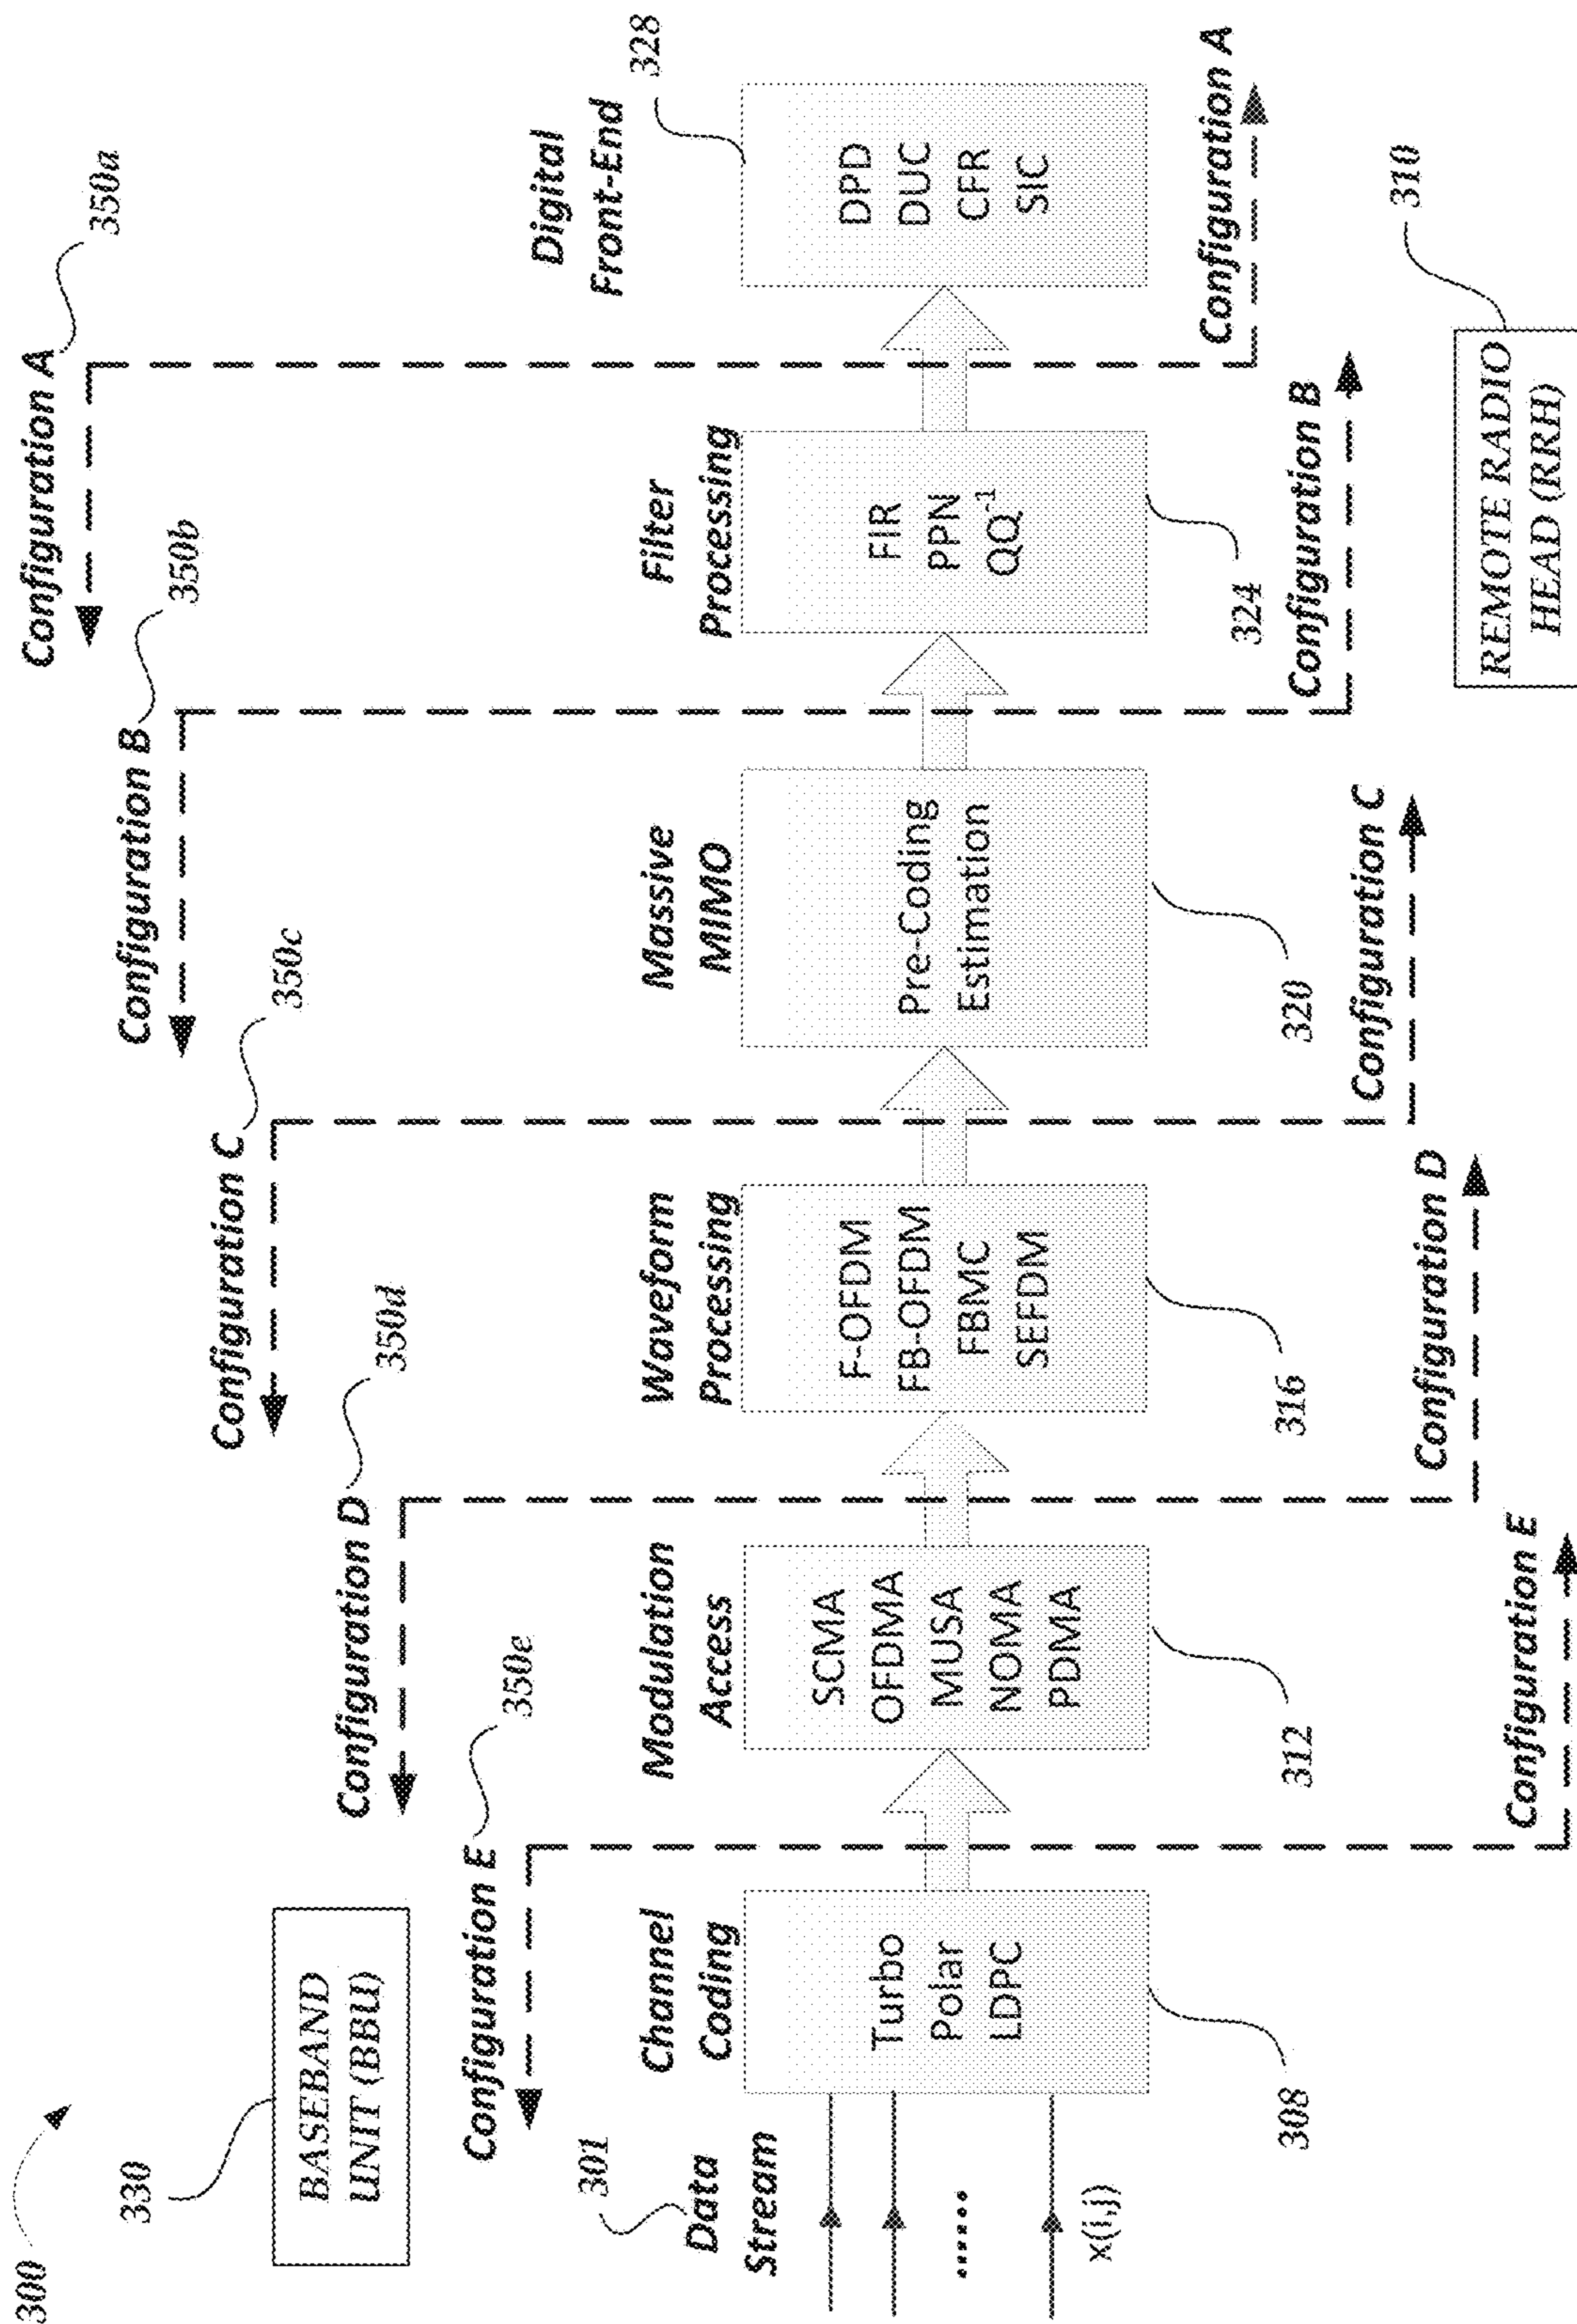 300
330
BASEBAND
UNIT (BBU)
Configuration A
350a
Configuration B
350b
Configuration C
350c
Configuration D
350d
Configuration E
350e
301
Data
Stream
x(i,j)
Channel
Coding
Turbo
Polar
LDPC
308
Modulation
Access
SCMA
OFDMA
MUSA
NOMA
PDMA
312
Waveform
Processing
F-OFDM
FB-OFDM
FBMC
SEFDM
316
Massive
MIMO
Pre-Coding
Estimation
320
Filter
Processing
FIR
PPN
QQ⁻¹
324
Digital
Front-End
328
DPD
DUC
CFR
SIC
Configuration A
Configuration B
Configuration C
Configuration D
Configuration E
310
REMOTE RADIO
HEAD (RRH)